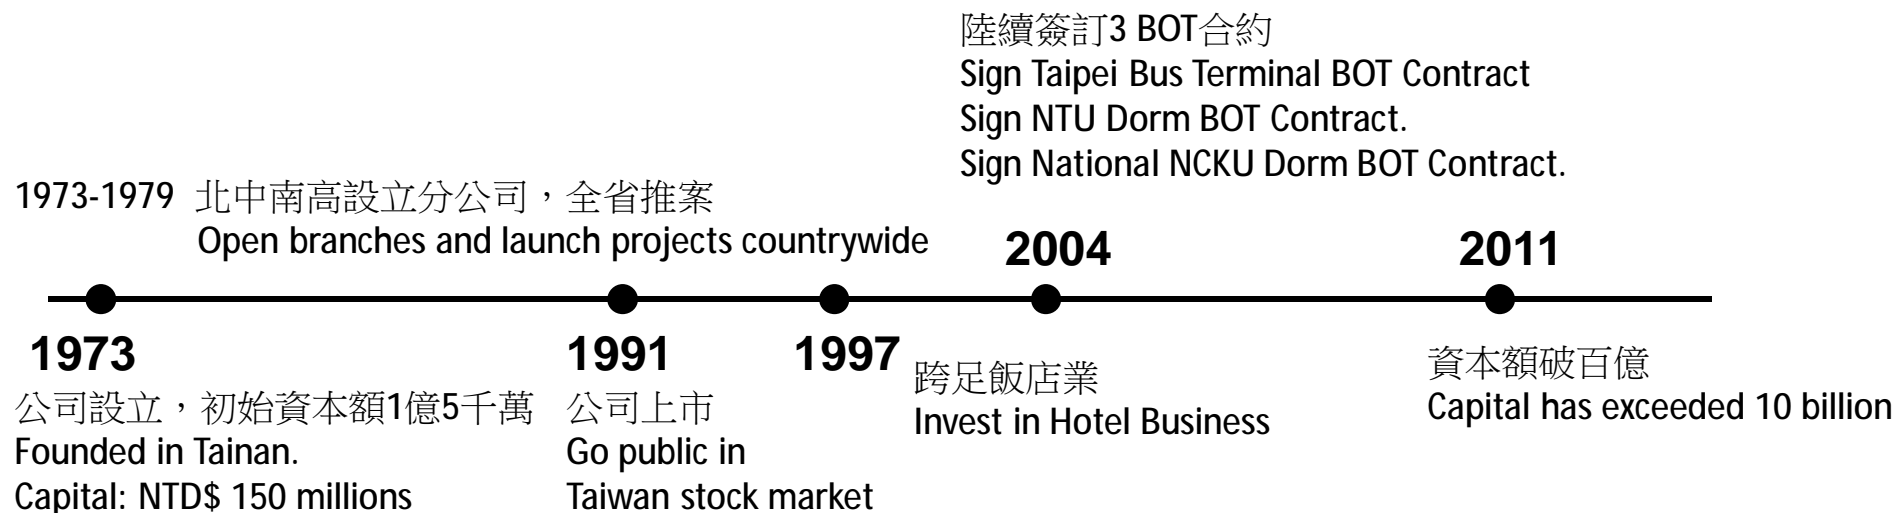 陸續簽訂3 BOT合約
Sign Taipei Bus Terminal BOT Contract
Sign NTU Dorm BOT Contract.
Sign National NCKU Dorm BOT Contract.
1973-1979 北中南高設立分公司，全省推案
Open branches and launch projects countrywide
2004
2011
1973
公司設立，初始資本額1億5千萬
Founded in Tainan.
Capital: NTD$ 150 millions
1991
公司上市
Go public in
Taiwan stock market
1997
跨足飯店業
Invest in Hotel Business
資本額破百億
Capital has exceeded 10 billion